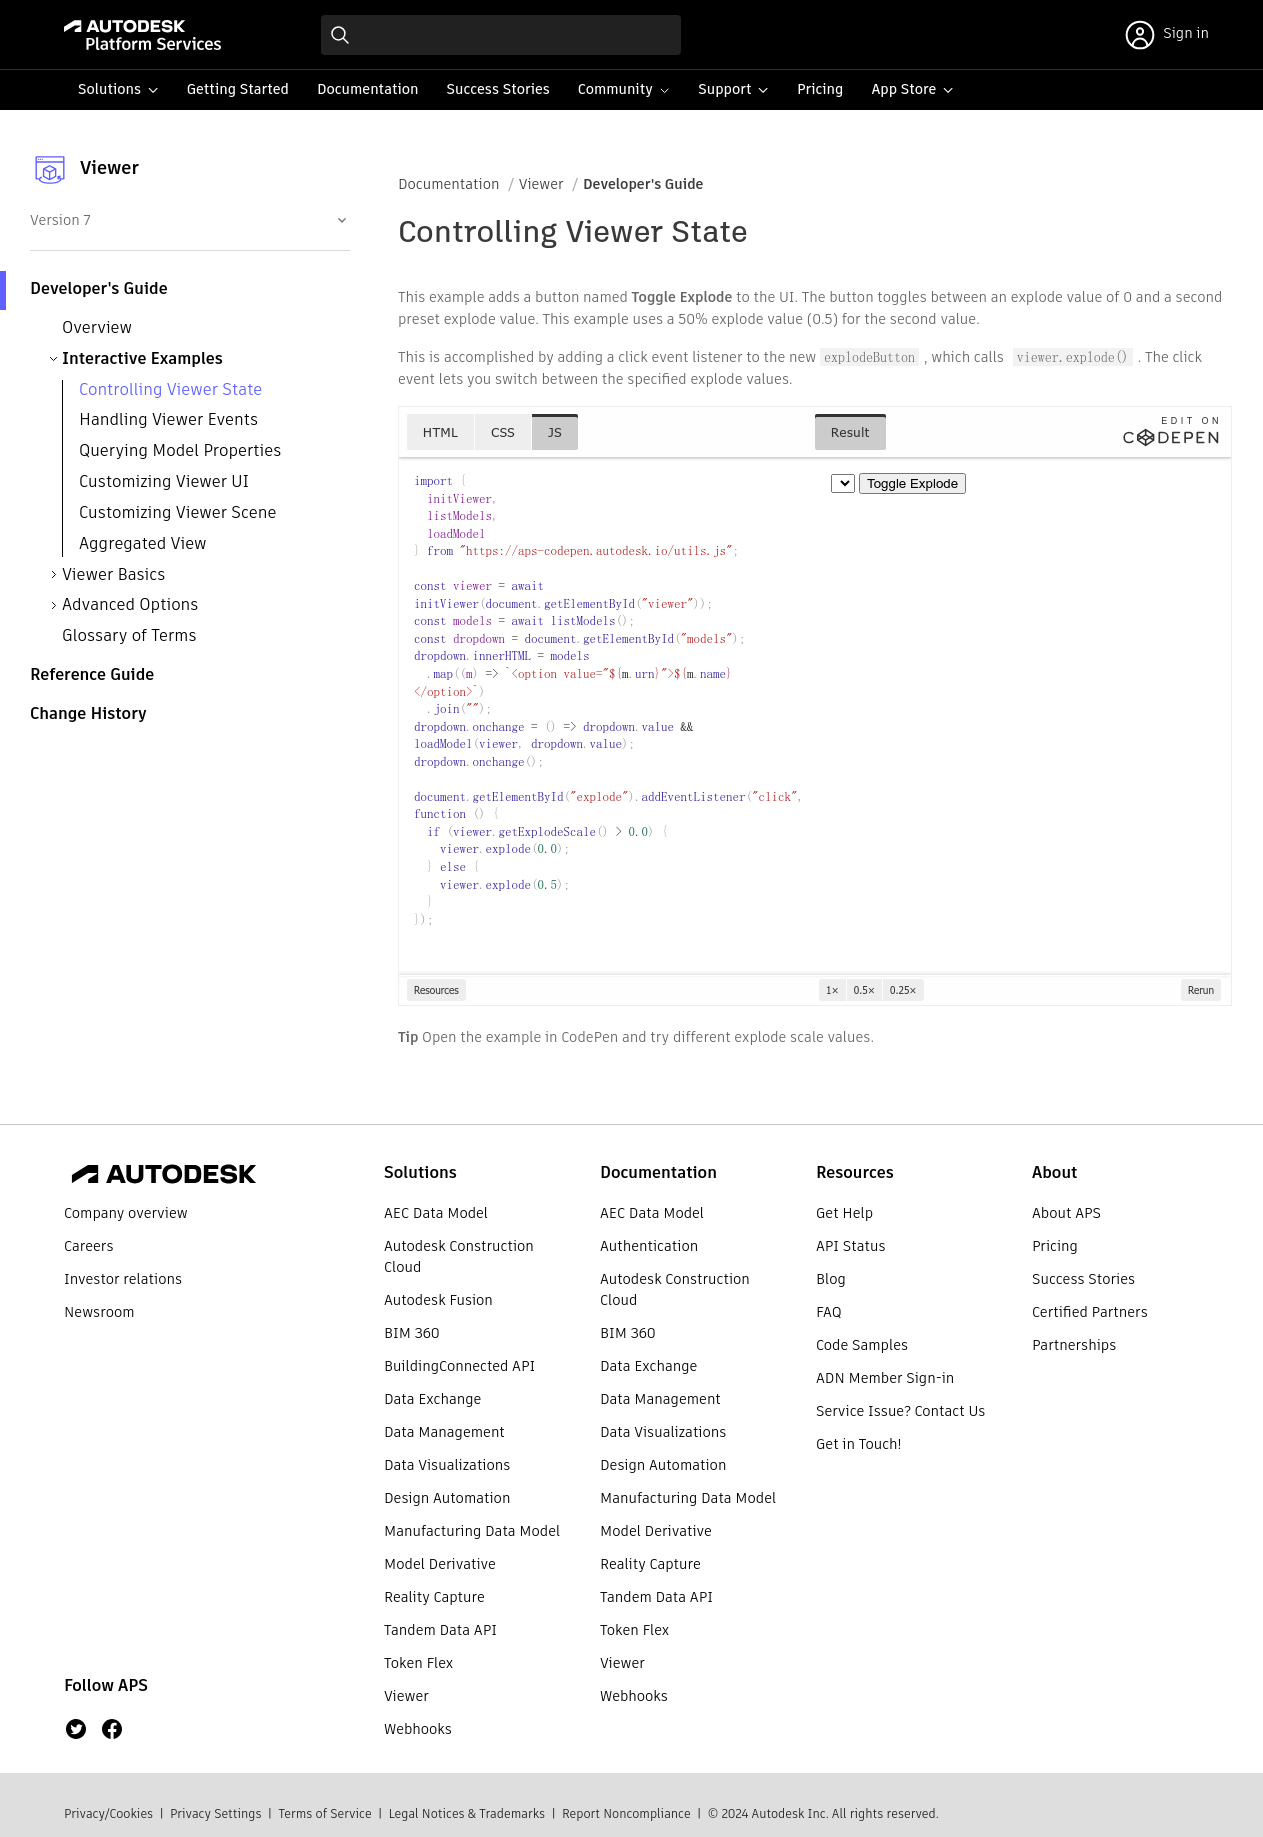 AUTODESK
Platform Services
Sign in
Solutions Getting Started Documentation Success Stories Community Support Pricing App Store
Viewer
Version 7
Developer's Guide
Overview
Interactive Examples
Controlling Viewer State
Handling Viewer Events
Querying Model Properties
Customizing Viewer UI
Customizing Viewer Scene
Aggregated View
Viewer Basics
Advanced Options
Glossary of Terms
Reference Guide
Change History
Documentation / Viewer / Developer's Guide
Controlling Viewer State
This example adds a button named Toggle Explode to the UI. The button toggles between an explode value of 0 and a second
preset explode value. This example uses a 50% explode value (0.5) for the second value.
This is accomplished by adding a click event listener to the new explodeButton , which calls viewer.explode() . The click
event lets you switch between the specified explode values.
HTML CSS JS Result EDIT ON
CODEPEN
import {
initViewer,
listModels,
loadModel
} from "https://aps-codepen.autodesk.io/utils.js";
const viewer = await
initViewer(document.getElementById("viewer"));
const models = await listModels();
const dropdown = document.getElementById("models");
dropdown.innerHTML = models
.map((m) => `<option value="${m.urn}">${m.name}
</option>`)
.join("");
dropdown.onchange = () => dropdown.value &&
loadModel(viewer, dropdown.value);
dropdown.onchange();
document.getElementById("explode").addEventListener("click",
function () {
if (viewer.getExplodeScale() > 0.0) {
viewer.explode(0.0);
} else {
viewer.explode(0.5);
}
});
Toggle Explode
Resources 1× 0.5× 0.25× Rerun
Tip Open the example in CodePen and try different explode scale values.
AUTODESK
Company overview
Careers
Investor relations
Newsroom
Follow APS
Solutions
AEC Data Model
Autodesk Construction
Cloud
Autodesk Fusion
BIM 360
BuildingConnected API
Data Exchange
Data Management
Data Visualizations
Design Automation
Manufacturing Data Model
Model Derivative
Reality Capture
Tandem Data API
Token Flex
Viewer
Webhooks
Documentation
AEC Data Model
Authentication
Autodesk Construction
Cloud
BIM 360
Data Exchange
Data Management
Data Visualizations
Design Automation
Manufacturing Data Model
Model Derivative
Reality Capture
Tandem Data API
Token Flex
Viewer
Webhooks
Resources
Get Help
API Status
Blog
FAQ
Code Samples
ADN Member Sign-in
Service Issue? Contact Us
Get in Touch!
About
About APS
Pricing
Success Stories
Certified Partners
Partnerships
Privacy/Cookies | Privacy Settings | Terms of Service | Legal Notices & Trademarks | Report Noncompliance | © 2024 Autodesk Inc. All rights reserved.